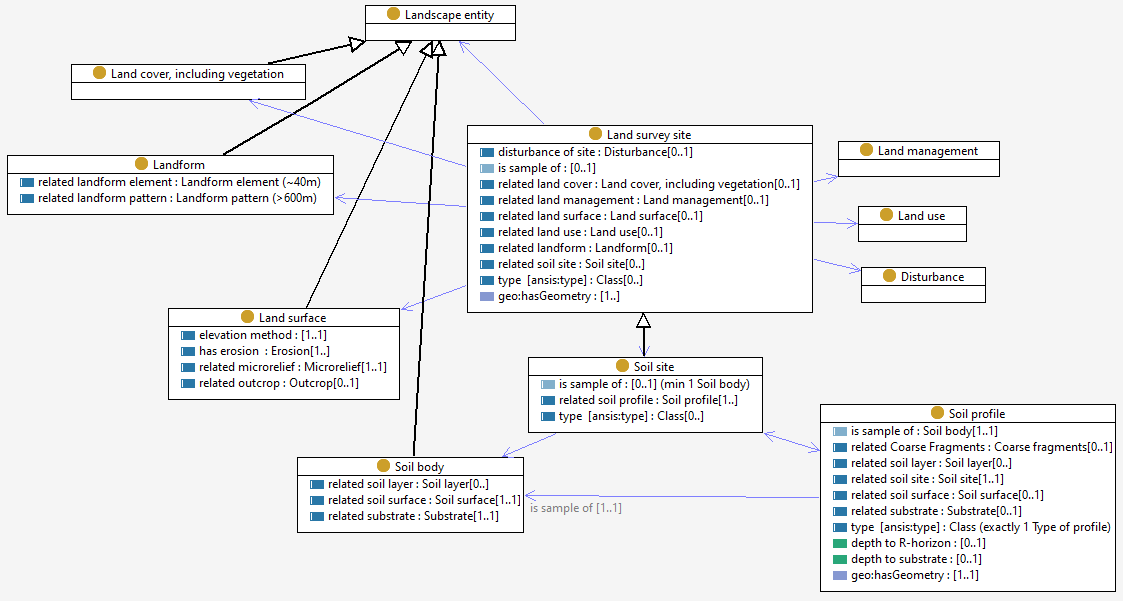 Landscape entity
Land cover, including vegetation
Landform
related landform element : Landform element (~40m)
related landform pattern : Landform pattern (>600m)
Land survey site
disturbance of site : Disturbance[0..1]
is sample of : [0..1]
related land cover : Land cover, including vegetation[0..1]
related land management : Land management[0..1]
related land surface : Land surface[0..1]
related land use : Land use[0..1]
related landform : Landform[0..1]
related soil site : Soil site[0..]
type  [ansis:type] : Class[0..]
geo:hasGeometry : [1..]
Land management
Land use
Disturbance
Land surface
elevation method : [1..1]
has erosion  : Erosion[1..]
related microrelief : Microrelief[1..1]
related outcrop : Outcrop[0..1]
Soil site
is sample of : [0..1] (min 1 Soil body)
related soil profile : Soil profile[1..]
type  [ansis:type] : Class[0..]
Soil body
related soil layer : Soil layer[0..]
related soil surface : Soil surface[1..1]
related substrate : Substrate[1..1]
is sample of [1..1]
Soil profile
is sample of : Soil body[1..1]
related Coarse Fragments : Coarse fragments[0..1]
related soil layer : Soil layer[0..]
related soil site : Soil site[1..1]
related soil surface : Soil surface[0..1]
related substrate : Substrate[0..1]
type  [ansis:type] : Class (exactly 1 Type of profile)
depth to R-horizon : [0..1]
depth to substrate : [0..1]
geo:hasGeometry : [1..1]